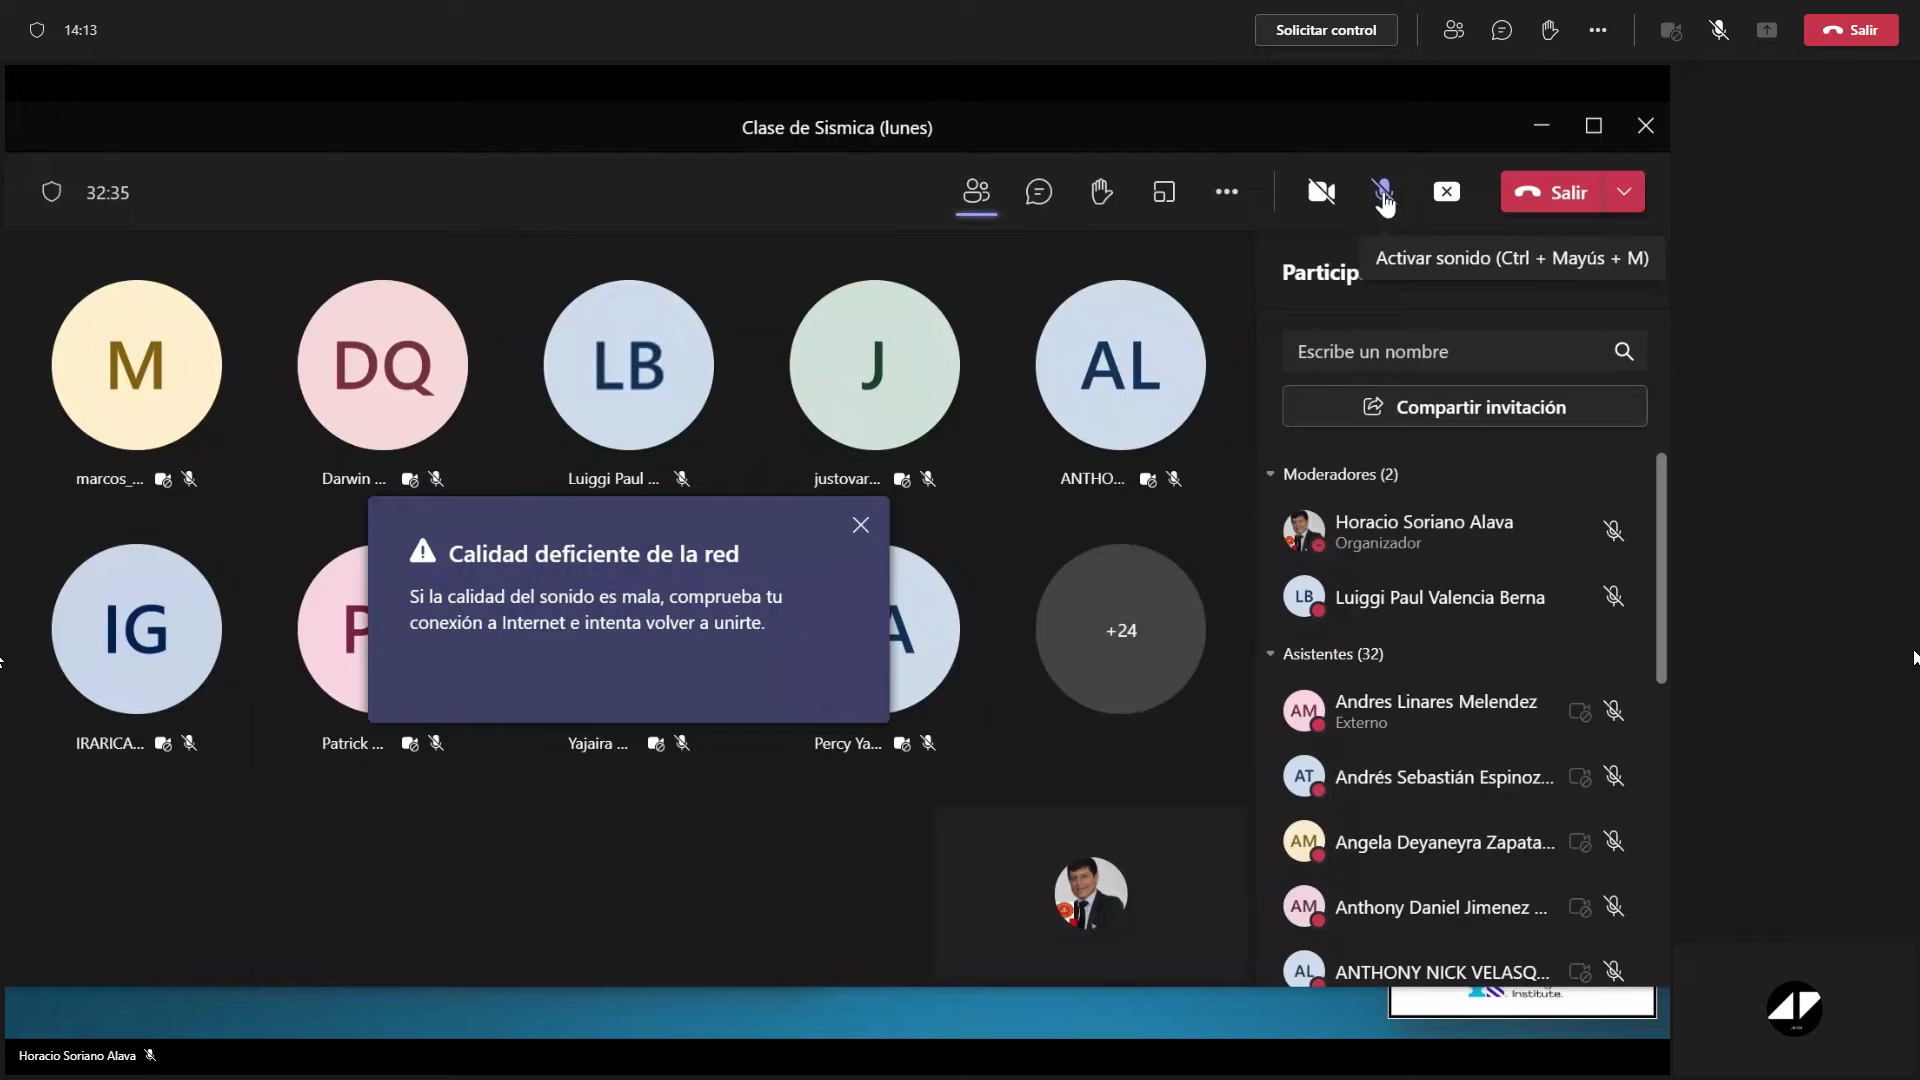 14:13
Solicitar control
Salir
Clase de Sismica (lunes)
32:35
Salir
Activar sonido (Ctrl + Mayús + M)
Particip
Escribe un nombre
Compartir invitación
M
DQ
LB
J
AL
marcos_...
Darwin ...
Luiggi Paul ...
justovar...
ANTHO...
Calidad deficiente de la red
Si la calidad del sonido es mala, comprueba tu
conexión a Internet e intenta volver a unirte.
IG
P
A
+24
IRARICA...
Patrick ...
Yajaira ...
Percy Ya...
Moderadores (2)
Horacio Soriano Alava
Organizador
LB
Luiggi Paul Valencia Berna
Asistentes (32)
AM
Andres Linares Melendez
Externo
AT
Andrés Sebastián Espinoz...
AM
Angela Deyaneyra Zapata...
AM
Anthony Daniel Jimenez ...
AL
ANTHONY NICK VELASQ...
Institute.
Horacio Soriano Alava